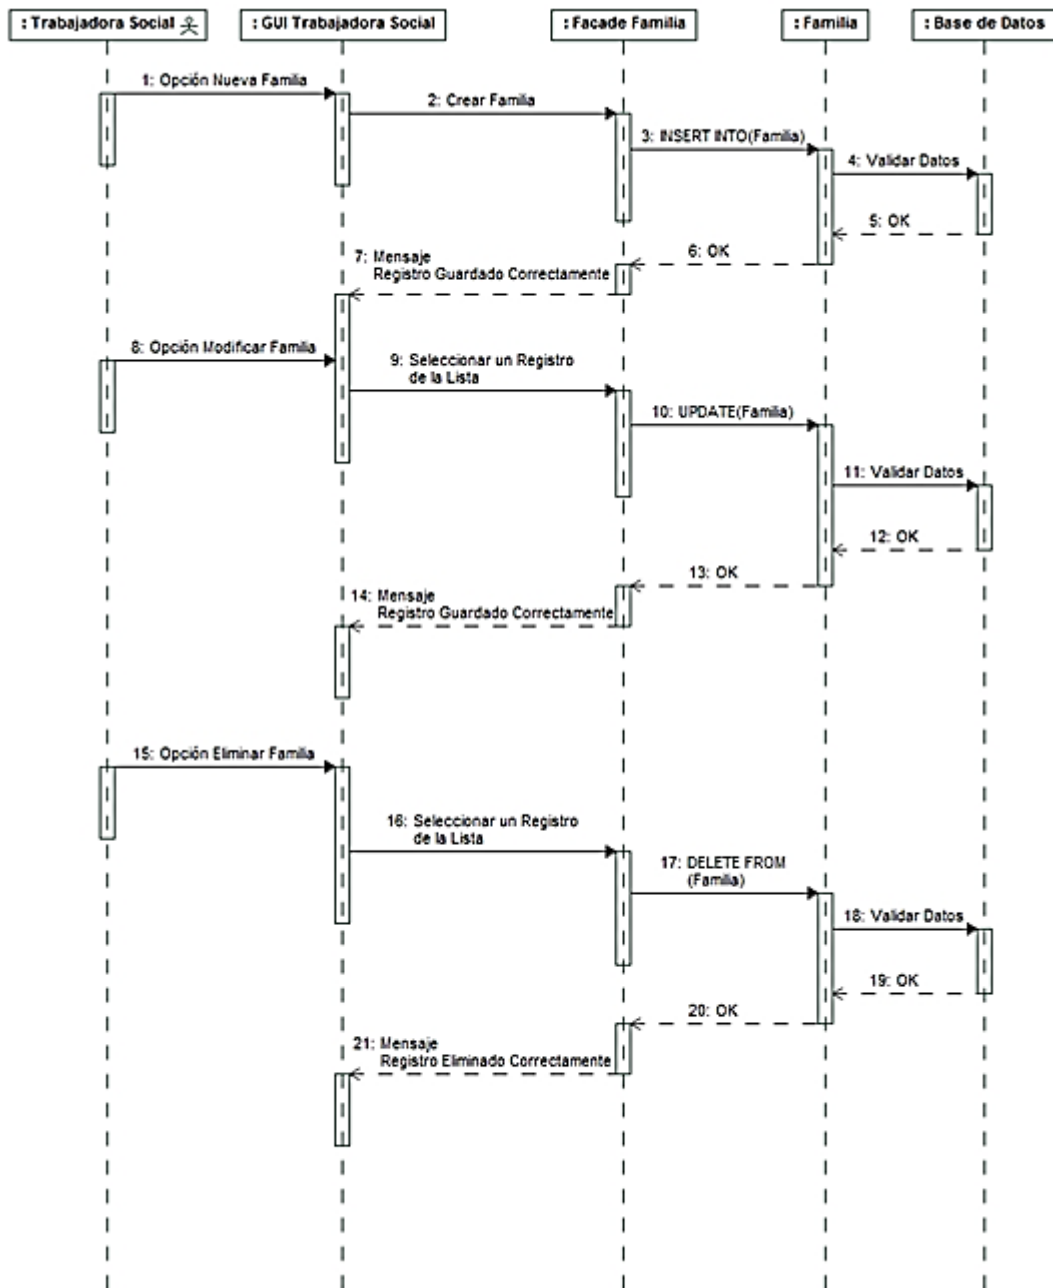 : Trabajadora Social
: GUI Trabajadora Social
: Facade Familia
: Familia
: Base de Datos
1: Opción Nueva Familia
2: Crear Familia
3: INSERT INTO(Familia)
4: Validar Datos
5: OK
6: OK
7: Mensaje
Registro Guardado Correctamente
8: Opción Modificar Familia
9: Seleccionar un Registro
de la Lista
10: UPDATE(Familia)
11: Validar Datos
12: OK
13: OK
14: Mensaje
Registro Guardado Correctamente
15: Opción Eliminar Familia
16: Seleccionar un Registro
de la Lista
17: DELETE FROM
(Familia)
18: Validar Datos
19: OK
20: OK
21: Mensaje
Registro Eliminado Correctamente